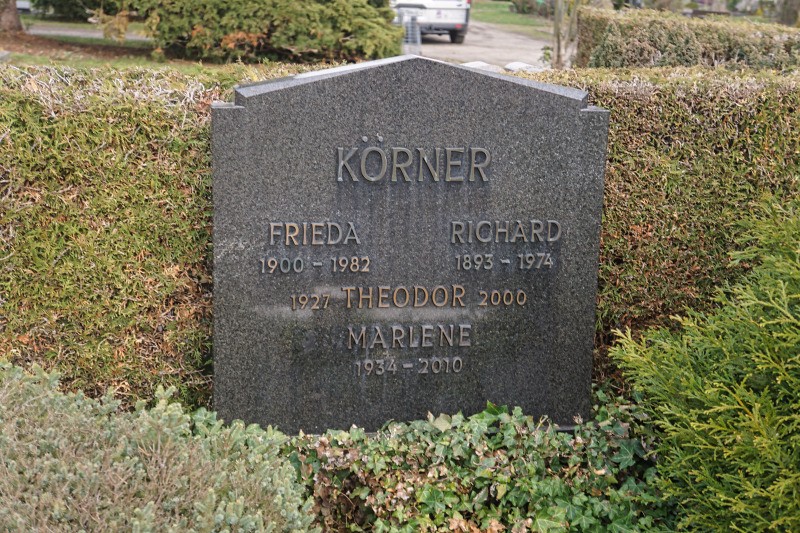 KÖRNER
FRIEDA RICHARD
1900 - 1982 1893 - 1974
1927 THEODOR 2000
MARLENE
1934 - 2010